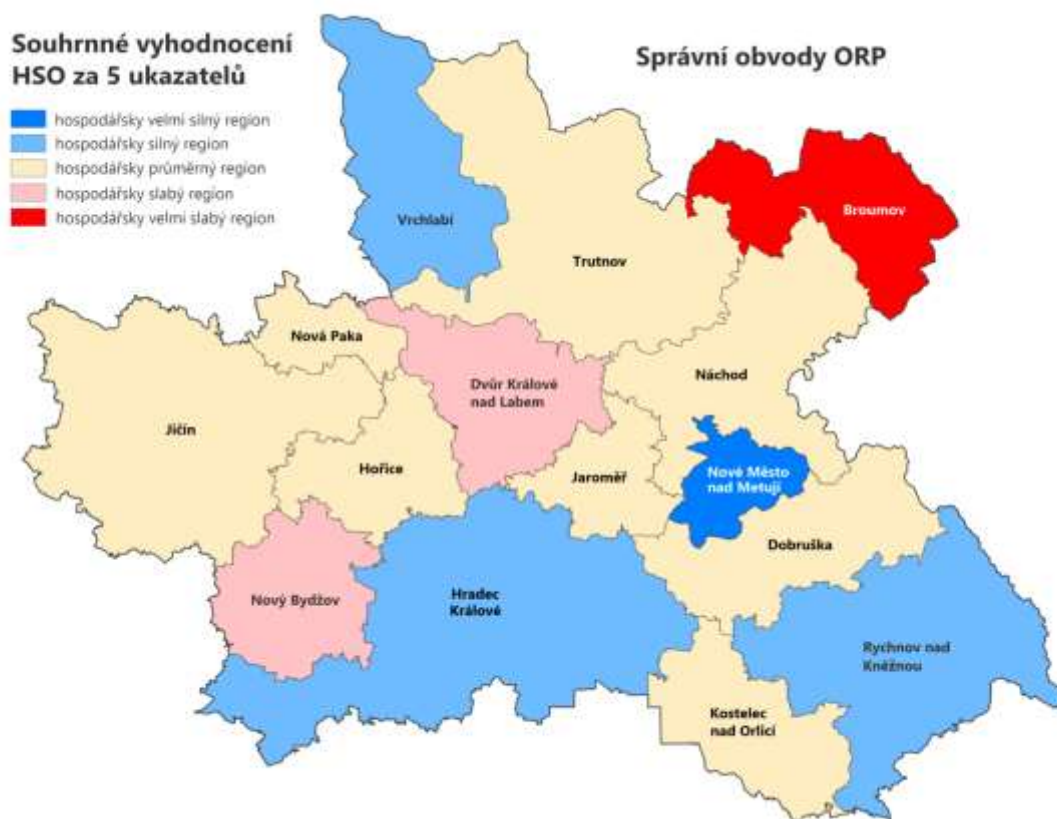 Souhrnné vyhodnocení
HSO za 5 ukazatelů
Správní obvody ORP
hospodářsky velmi silný region
hospodářsky silný region
hospodářsky průměrný region
hospodářsky slabý region
hospodářsky velmi slabý region
Vrchlabí
Broumov
Trutnov
Nová Paka
Náchod
Dvůr Králové
nad Labem
Jičín
Hořice
Jaroměř
Nové Město
nad Metují
Dobruška
Nový Bydžov
Hradec
Králové
Rychnov nad
Kněžnou
Kostelec
nad Orlicí